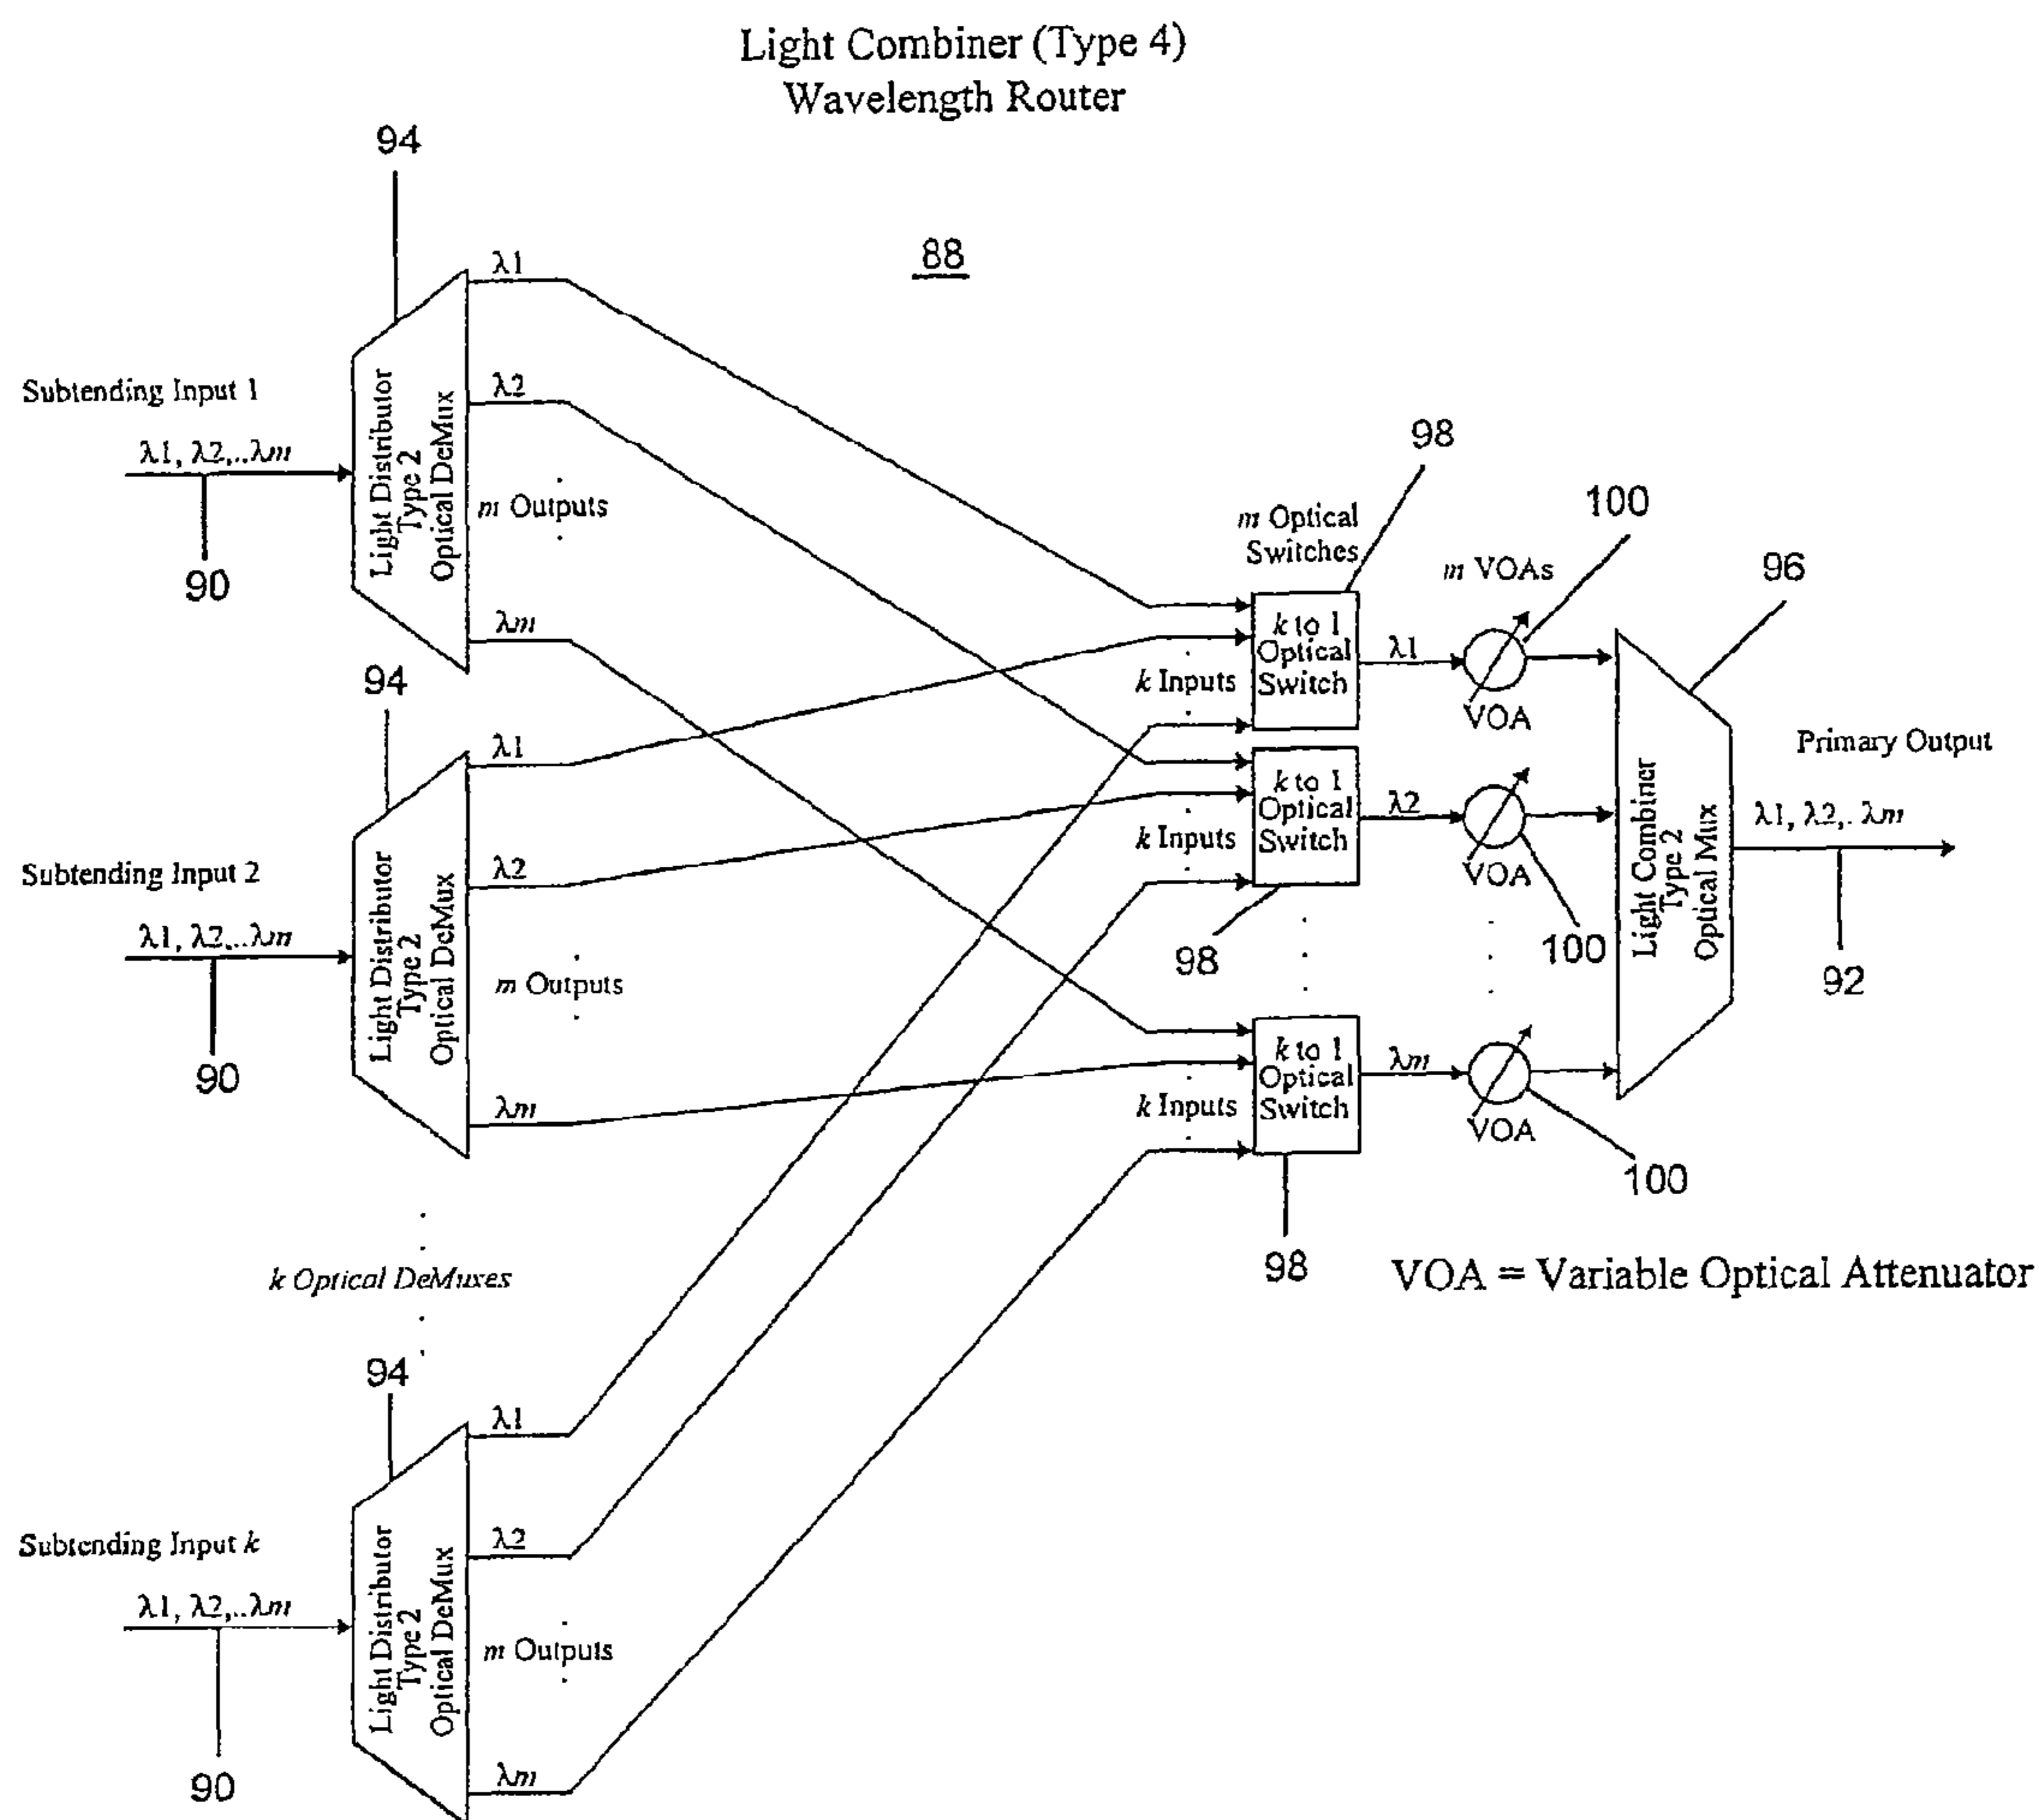 Light Combiner (Type 4)
Wavelength Router
94
88
λ1
λ2
m Outputs
λm
Subtending Input 1
λ1, λ2,..λm
90
Light Distributor
Type 2
Optical DeMux
94
λ1
λ2
m Outputs
λm
Subtending Input 2
λ1, λ2,..λm
90
Light Distributor
Type 2
Optical DeMux
k Optical DeMuxes
94
λ1
λ2
m Outputs
λm
Subtending Input k
λ1, λ2,..λm
90
Light Distributor
Type 2
Optical DeMux
98
m Optical
Switches
k Inputs
k to 1
Optical
Switch
λ1
k Inputs
k to 1
Optical
Switch
λ2
98
k Inputs
k to 1
Optical
Switch
λm
98
100
m VOAs
VOA
VOA
100
VOA
100
96
Light Combiner
Type 2
Optical Mux
Primary Output
λ1, λ2,. λm
92
VOA = Variable Optical Attenuator